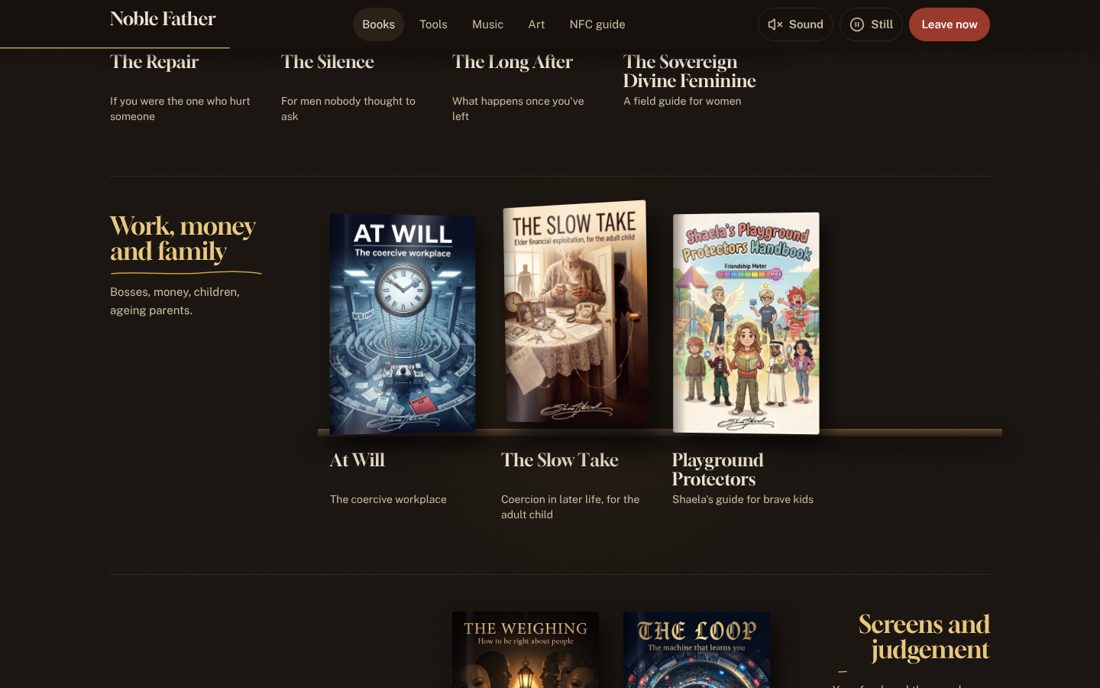 Noble Father
Books
Tools
Music
Art
NFC guide
Sound
Still
Leave now
The Repair
If you were the one who hurt
someone
The Silence
For men nobody thought to
ask
The Long After
What happens once you've
left
The Sovereign
Divine Feminine
A field guide for women
Work, money
and family
Bosses, money, children,
ageing parents.
AT WILL
The coercive workplace
THE SLOW TAKE
Elder financial exploitation, for the adult child
Shaela's Playground
Protectors Handbook
Friendship Meter
At Will
The coercive workplace
The Slow Take
Coercion in later life, for the
adult child
Playground
Protectors
Shaela's guide for brave kids
THE WEIGHING
How to be right about people
THE LOOP
The machine that learns you
Screens and
judgement